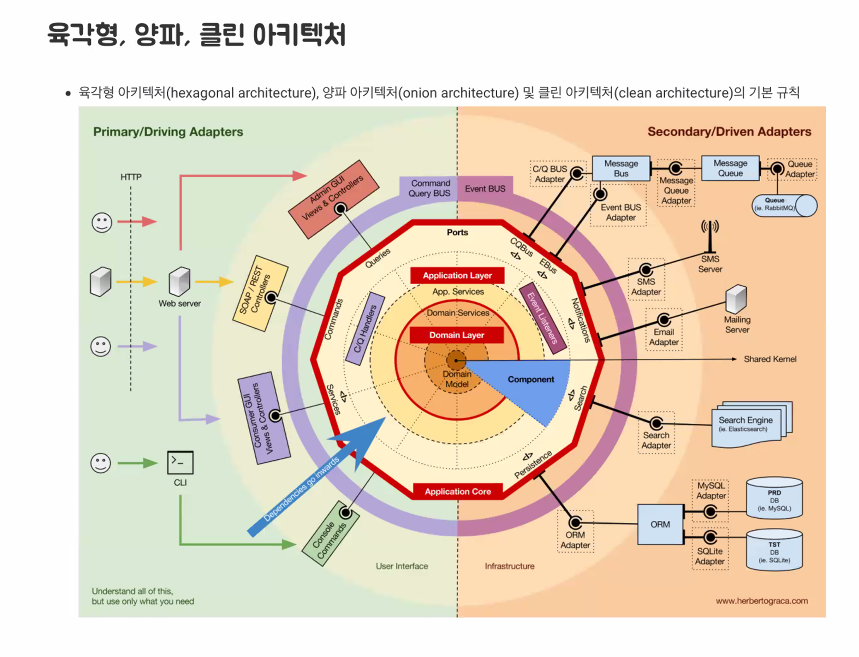 육각형, 양파, 클린 아키텍처
• 육각형 아키텍처(hexagonal architecture), 양파 아키텍처(onion architecture) 및 클린 아키텍처(clean architecture)의 기본 규칙
Primary/Driving Adapters
Secondary/Driven Adapters
HTTP
Web server
CLI
Admin GUI
Views & Controllers
SOAP / REST
Controllers
Consumer GUI
Views & Controllers
Console
Commands
Dependencies go inwards
Command
Query BUS
Event BUS
Ports
Queries
Commands
Services
</>
CQBus
</>
EBus
</>
Notifications
</>
Search
</>
Persistence
</>
Application Layer
App. Services
Domain Services
Domain Layer
Domain
Model
C/Q Handlers
Event Listeners
Component
Application Core
C/Q BUS
Adapter
Message
Bus
Event BUS
Adapter
Message
Queue
Adapter
Message
Queue
Queue
Adapter
Queue
(ie. RabbitMQ)
SMS
Server
SMS
Adapter
Mailing
Server
Email
Adapter
Shared Kernel
Search Engine
(ie. Elasticsearch)
Search
Adapter
ORM
Adapter
ORM
MySQL
Adapter
PRD
DB
(ie. MySQL)
SQLite
Adapter
TST
DB
(ie. SQLite)
User Interface
Infrastructure
Understand all of this,
but use only what you need
www.herbertograca.com